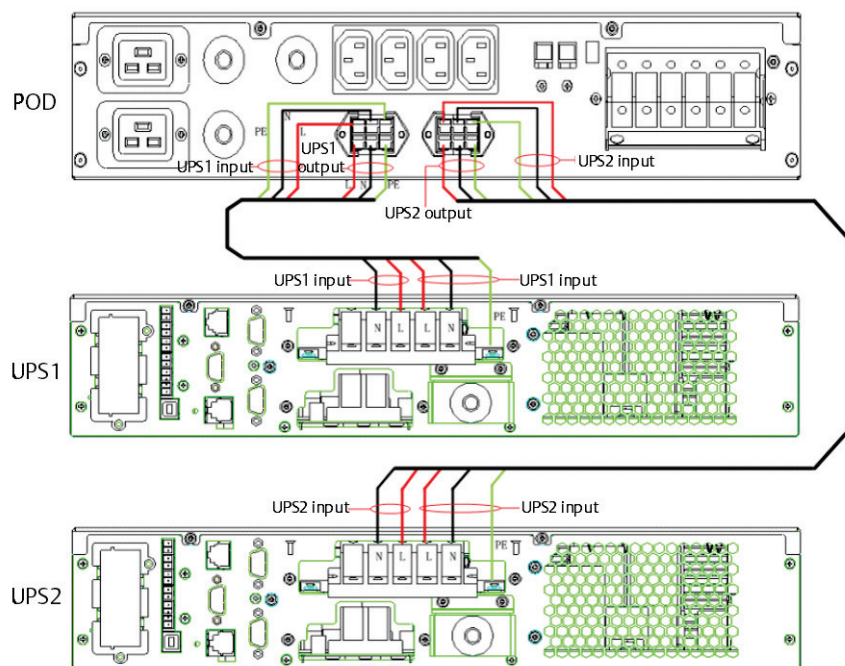 POD
PE
N
L
UPS1 input
UPS1 output
L N PE
UPS2 input
UPS2 output
UPS1 input
UPS1 input
UPS1
N L L N
PE
UPS2 input
UPS2 input
UPS2
N L L N
PE